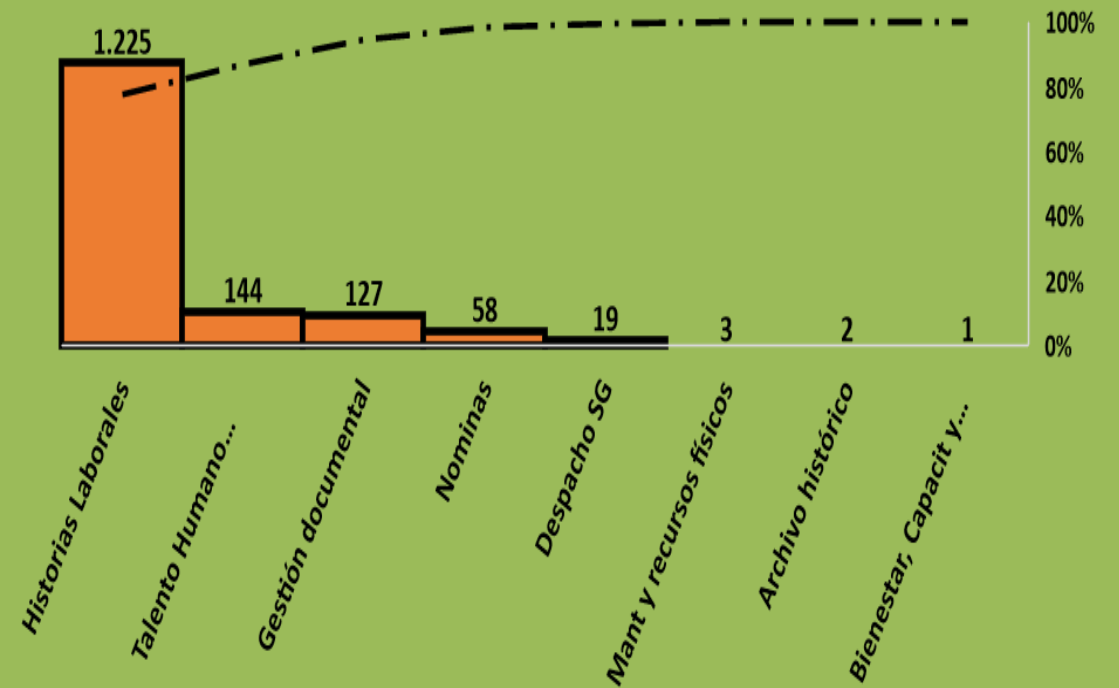 1.225
144
127
58
19
3
2
1
100%
80%
60%
40%
20%
0%
Historias Laborales
Talento Humano...
Gestión documental
Nominas
Despacho SG
Mant y recursos físicos
Archivo histórico
Bienestar, Capacit y...